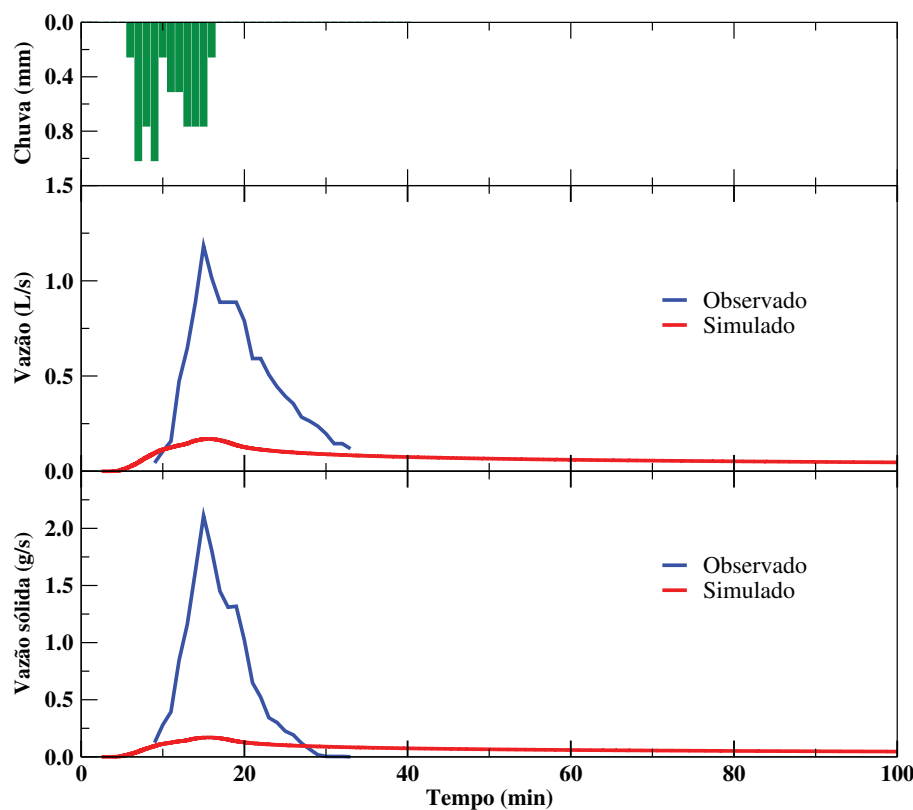 0.0
0.4
0.8
Chuva (mm)
1.5
1.0
0.5
0.0
Vazão (L/s)
Observado
Simulado
2.0
1.5
1.0
0.5
0.0
Vazão sólida (g/s)
Observado
Simulado
0 20 40 60 80 100
Tempo (min)